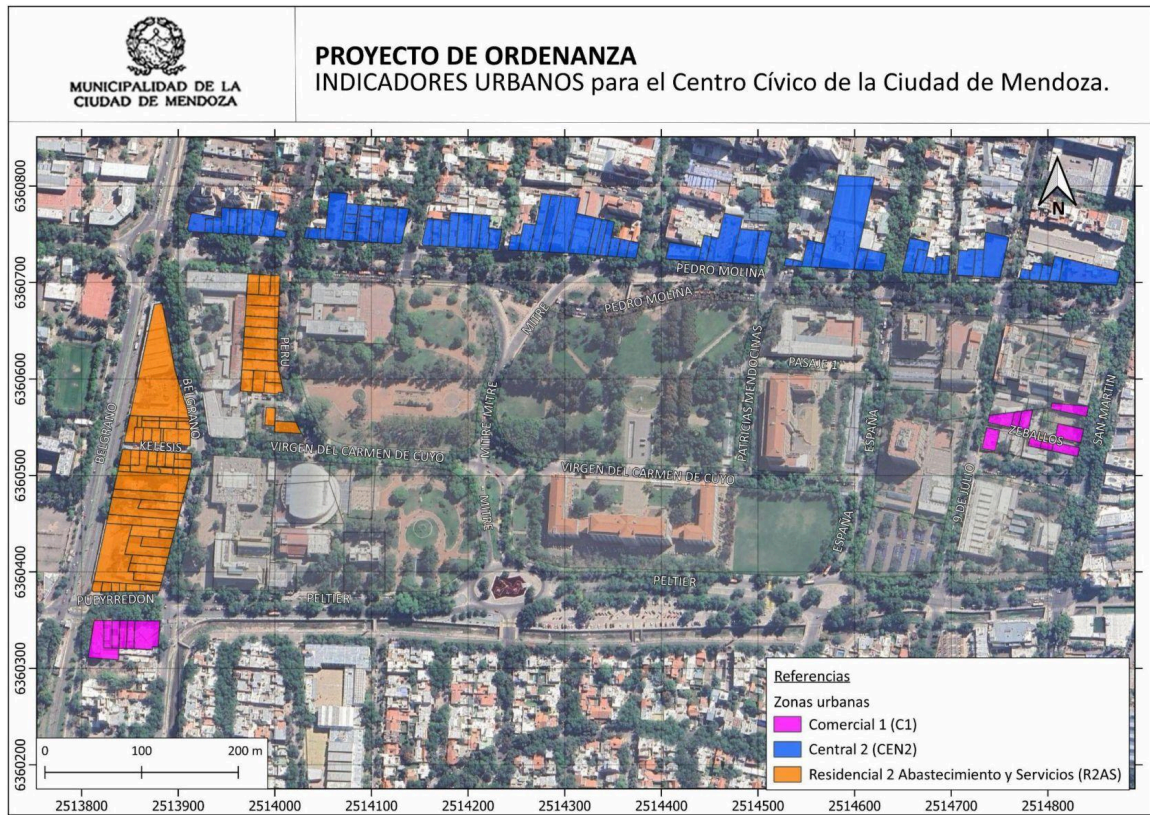 MUNICIPALIDAD DE LA
CIUDAD DE MENDOZA
PROYECTO DE ORDENANZA
INDICADORES URBANOS para el Centro Cívico de la Ciudad de Mendoza.
6360800
6360700
6360600
6360500
6360400
6360300
6360200
N
PEDRO MOLINA
PEDRO MOLINA
MITRE
PERÚ
PASAJE 1
BELGRANO
BELGRANO
MITRE MITRE
PATRICIAS MENDOCINAS
ESPAÑA
SAN MARTIN
ZEBALLOS
KELESIS
VIRGEN DEL CARMEN DE CUYO
VIRGEN DEL CARMEN DE CUYO
9 DE JULIO
MITRE
ESPAÑA
PELTIER
PELTIER
PUEYRREDON
0 100 200 m
Referencias
Zonas urbanas
Comercial 1 (C1)
Central 2 (CEN2)
Residencial 2 Abastecimiento y Servicios (R2AS)
2513800 2513900 2514000 2514100 2514200 2514300 2514400 2514500 2514600 2514700 2514800